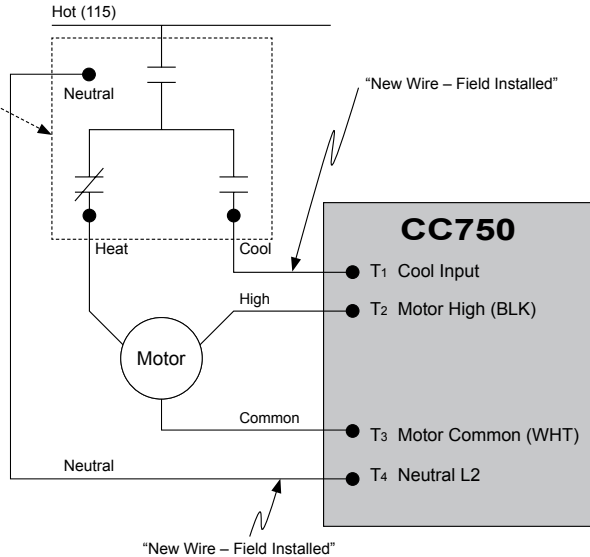 Hot (115)
Neutral
"New Wire – Field Installed"
Heat
Cool
CC750
T1 Cool Input
High
T2 Motor High (BLK)
Motor
Common
T3 Motor Common (WHT)
Neutral
T4 Neutral L2
"New Wire – Field Installed"